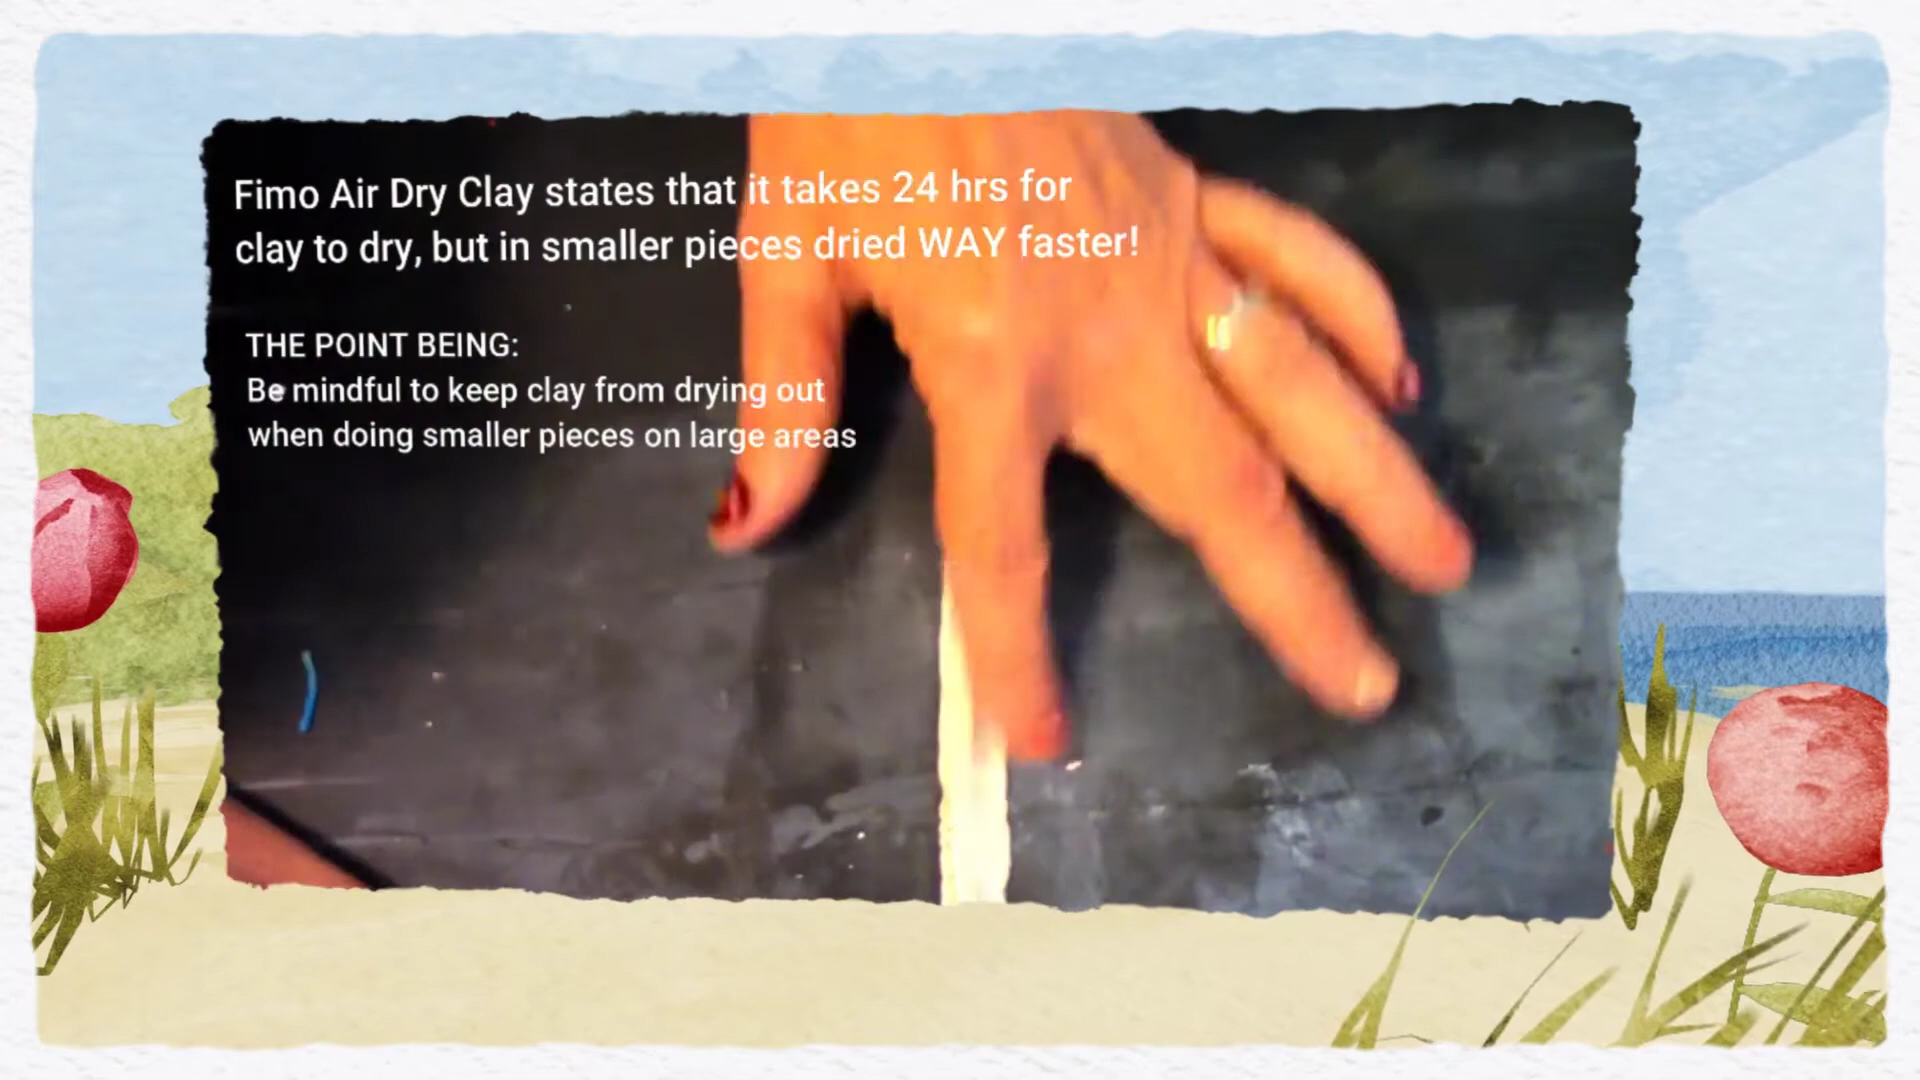 Fimo Air Dry Clay states that it takes 24 hrs for
clay to dry, but in smaller pieces dried WAY faster!
THE POINT BEING:
Be mindful to keep clay from drying out
when doing smaller pieces on large areas